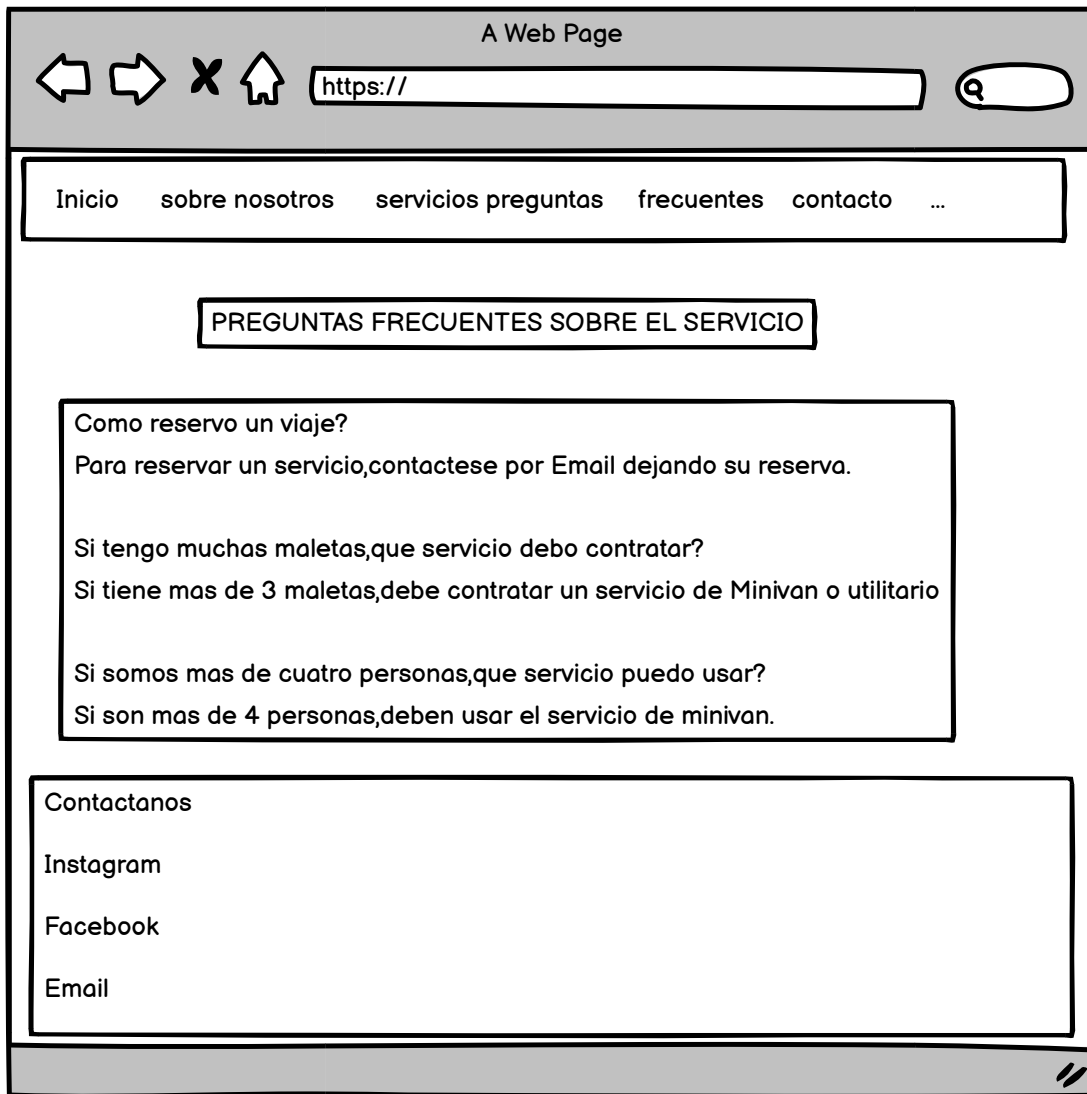 A Web Page
https://
Inicio sobre nosotros servicios preguntas frecuentes contacto ...
PREGUNTAS FRECUENTES SOBRE EL SERVICIO
Como reservo un viaje?
Para reservar un servicio,contactese por Email dejando su reserva.
Si tengo muchas maletas,que servicio debo contratar?
Si tiene mas de 3 maletas,debe contratar un servicio de Minivan o utilitario
Si somos mas de cuatro personas,que servicio puedo usar?
Si son mas de 4 personas,deben usar el servicio de minivan.
Contactanos
Instagram
Facebook
Email